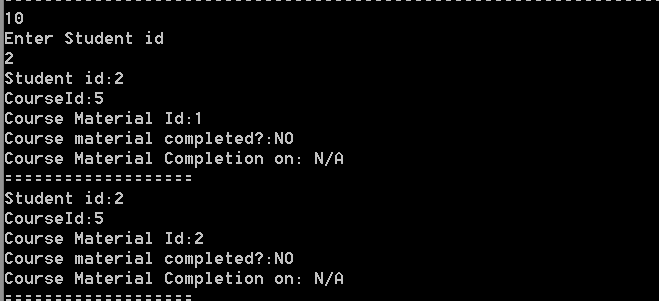 10
Enter Student id
2
Student id:2
CourseId:5
Course Material Id:1
Course material completed?:NO
Course Material Completion on: N/A
===================
Student id:2
CourseId:5
Course Material Id:2
Course material completed?:NO
Course Material Completion on: N/A
===================